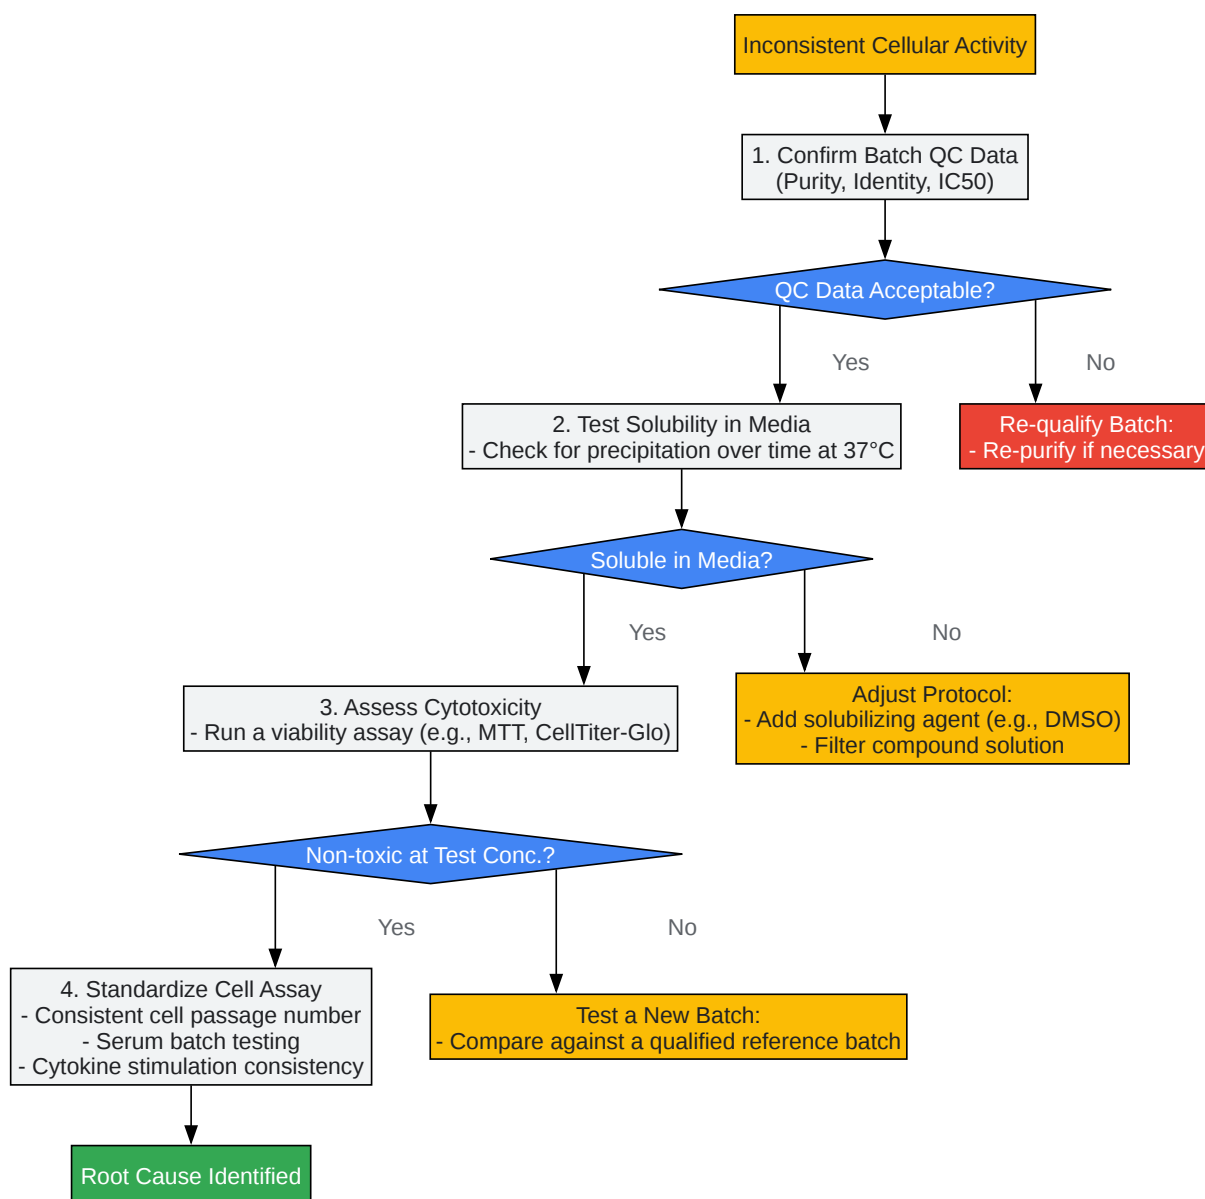 Inconsistent Cellular Activity
1. Confirm Batch QC Data
(Purity, Identity, IC50)
QC Data Acceptable?
Yes
No
2. Test Solubility in Media
- Check for precipitation over time at 37°C
Re-qualify Batch:
- Re-purify if necessary
Soluble in Media?
Yes
No
3. Assess Cytotoxicity
- Run a viability assay (e.g., MTT, CellTiter-Glo)
Adjust Protocol:
- Add solubilizing agent (e.g., DMSO)
- Filter compound solution
Non-toxic at Test Conc.?
Yes
No
4. Standardize Cell Assay
- Consistent cell passage number
- Serum batch testing
- Cytokine stimulation consistency
Test a New Batch:
- Compare against a qualified reference batch
Root Cause Identified